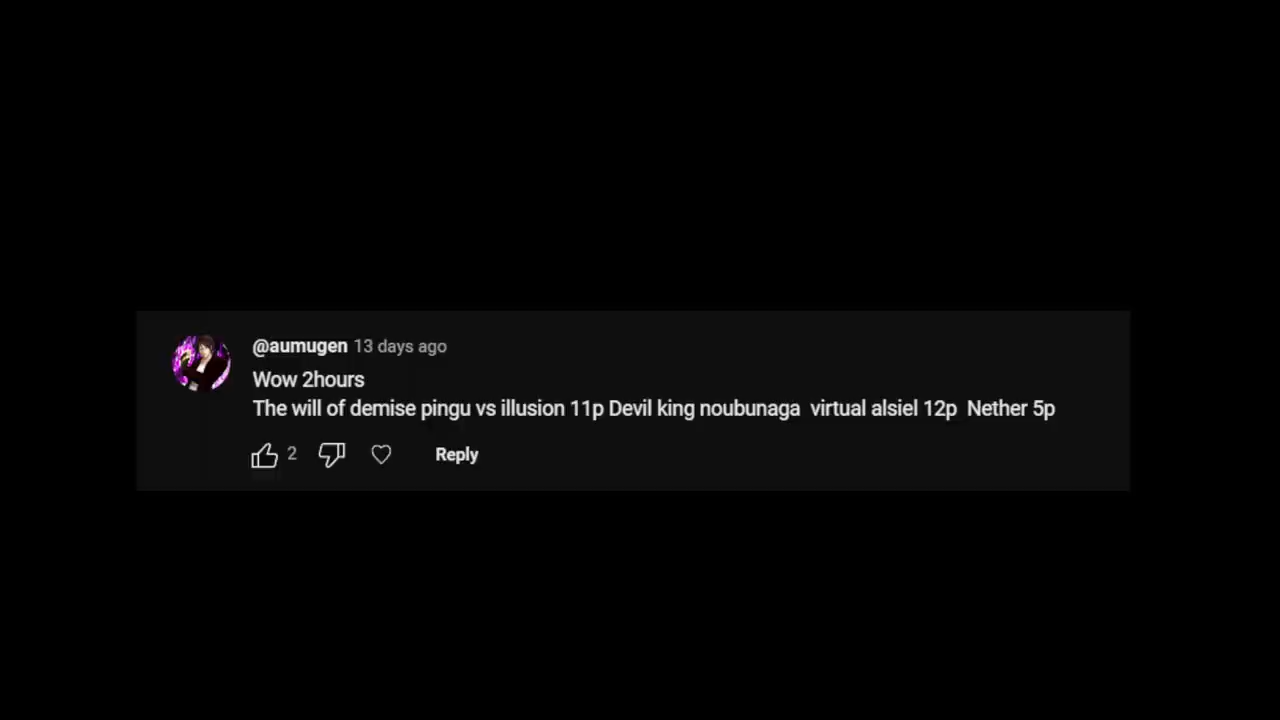 @aumugen 13 days ago
Wow 2hours
The will of demise pingu vs illusion 11p Devil king noubunaga  virtual alsiel 12p  Nether 5p
2 Reply